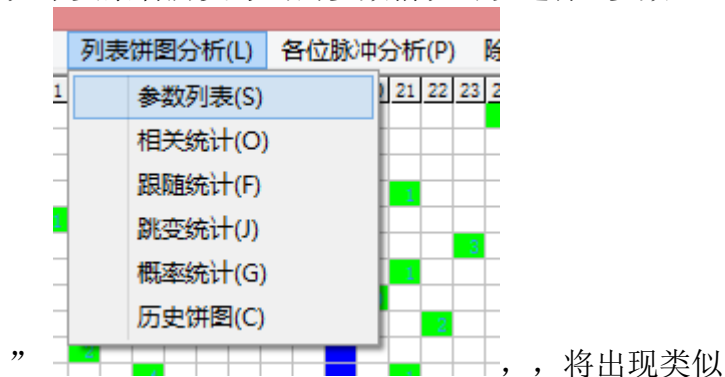 列表饼图分析(L) 各位脉冲分析(P)
1 21 22 23 2
参数列表(S)
相关统计(O)
跟随统计(F)
1
跳变统计(J)
1
3
概率统计(G)
1
历史饼图(C)
2
” 2 ，，将出现类似